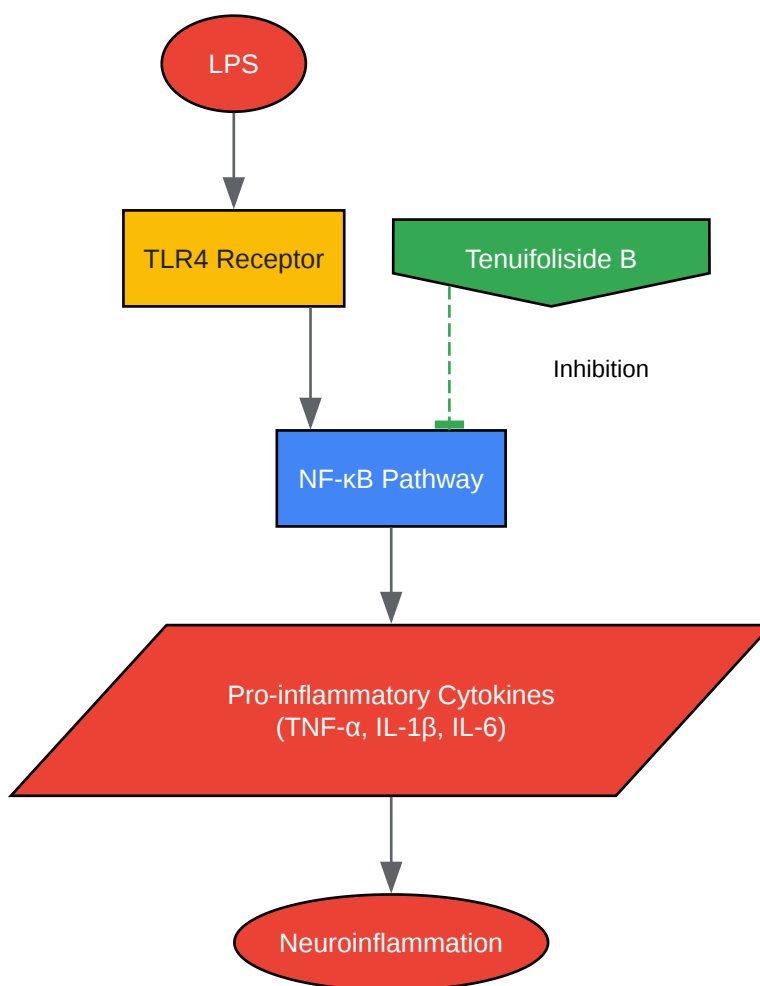 LPS
TLR4 Receptor
Tenuifoliside B
Inhibition
NF-κB Pathway
Pro-inflammatory Cytokines
(TNF-α, IL-1β, IL-6)
Neuroinflammation